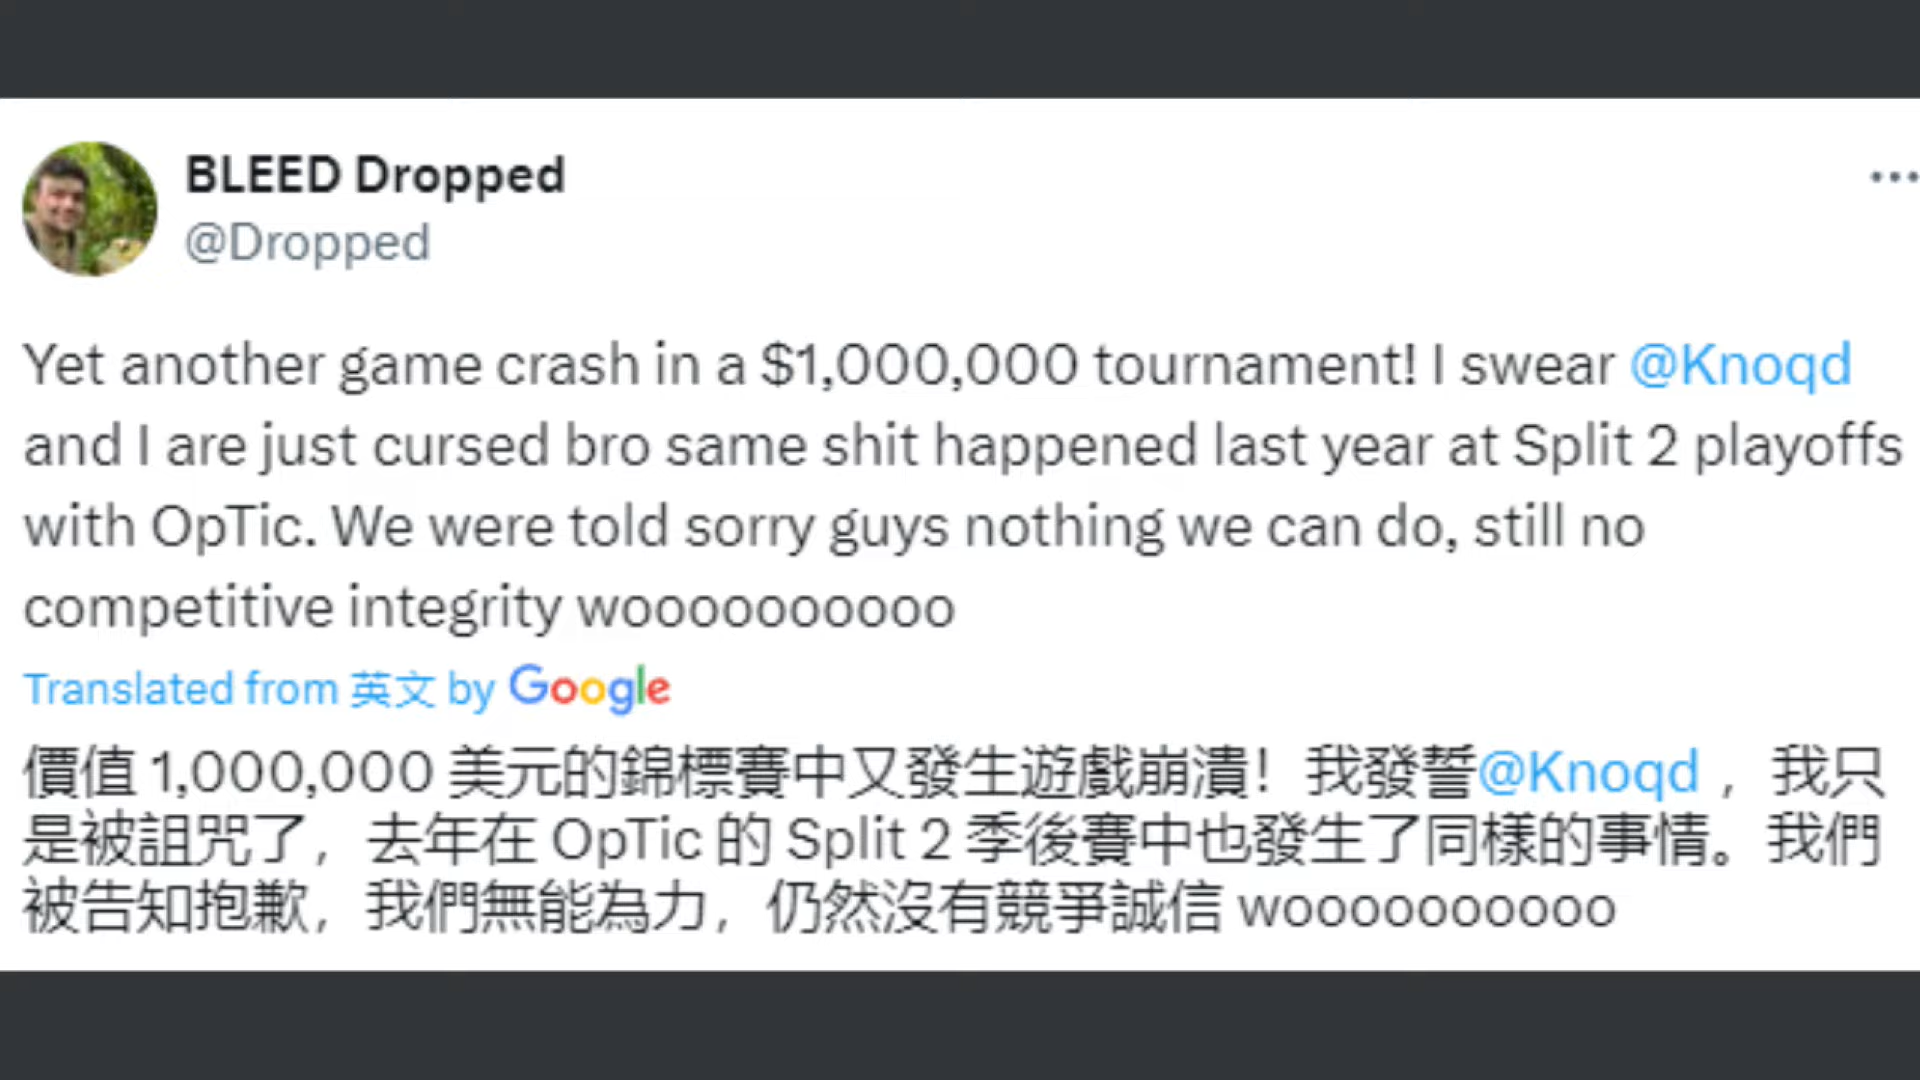 BLEED Dropped
@Dropped
Yet another game crash in a $1,000,000 tournament! I swear @Knoqd
and I are just cursed bro same shit happened last year at Split 2 playoffs
with OpTic. We were told sorry guys nothing we can do, still no
competitive integrity woooooooooo
Translated from 英文 by Google
價值 1,000,000 美元的錦標賽中又發生遊戲崩潰！我發誓@Knoqd ，我只
是被詛咒了，去年在 OpTic 的 Split 2 季後賽中也發生了同樣的事情。我們
被告知抱歉，我們無能為力，仍然沒有競爭誠信 woooooooooo